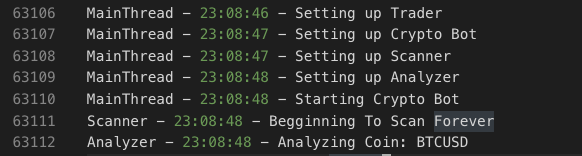 63106 MainThread - 23:08:46 - Setting up Trader
63107 MainThread - 23:08:47 - Setting up Crypto Bot
63108 MainThread - 23:08:47 - Setting up Scanner
63109 MainThread - 23:08:48 - Setting up Analyzer
63110 MainThread - 23:08:48 - Starting Crypto Bot
63111 Scanner - 23:08:48 - Begginning To Scan Forever
63112 Analyzer - 23:08:48 - Analyzing Coin: BTCUSD